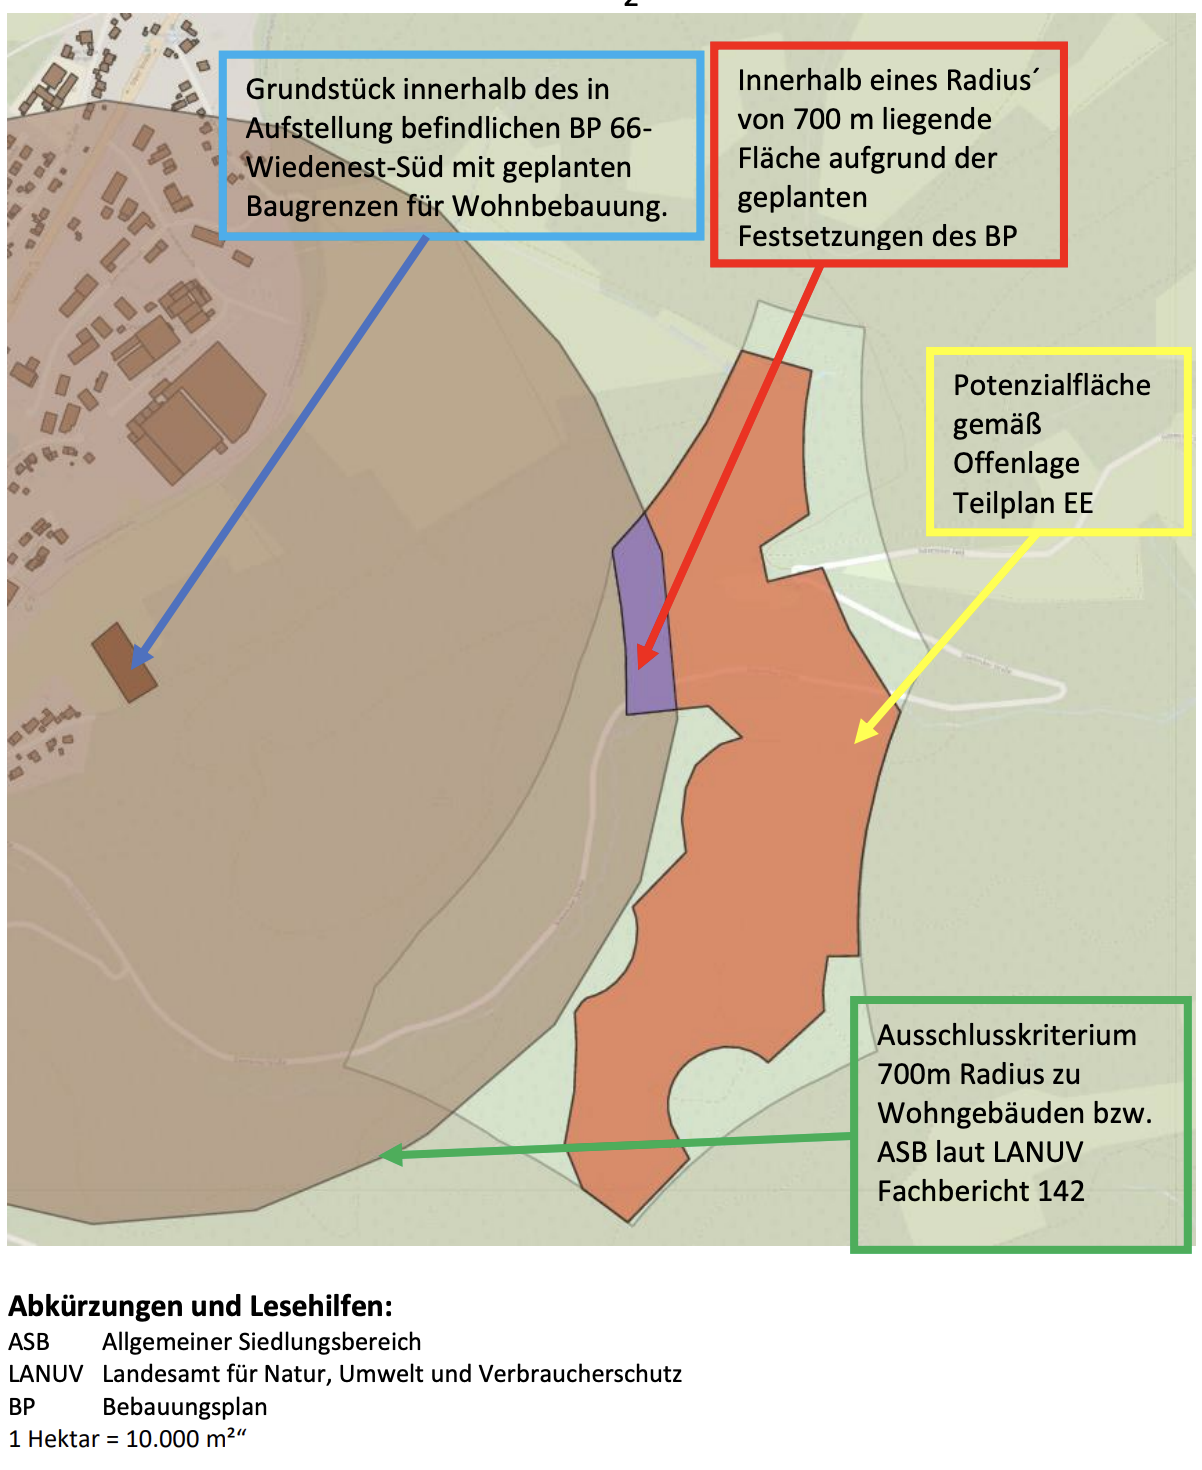 2
Grundstück innerhalb des in
Aufstellung befindlichen BP 66-
Wiedenest-Süd mit geplanten
Baugrenzen für Wohnbebauung.
Innerhalb eines Radius´
von 700 m liegende
Fläche aufgrund der
geplanten
Festsetzungen des BP
Potenzialfläche
gemäß
Offenlage
Teilplan EE
Ausschlusskriterium
700m Radius zu
Wohngebäuden bzw.
ASB laut LANUV
Fachbericht 142
Abkürzungen und Lesehilfen:
ASB Allgemeiner Siedlungsbereich
LANUV Landesamt für Natur, Umwelt und Verbraucherschutz
BP Bebauungsplan
1 Hektar = 10.000 m²“